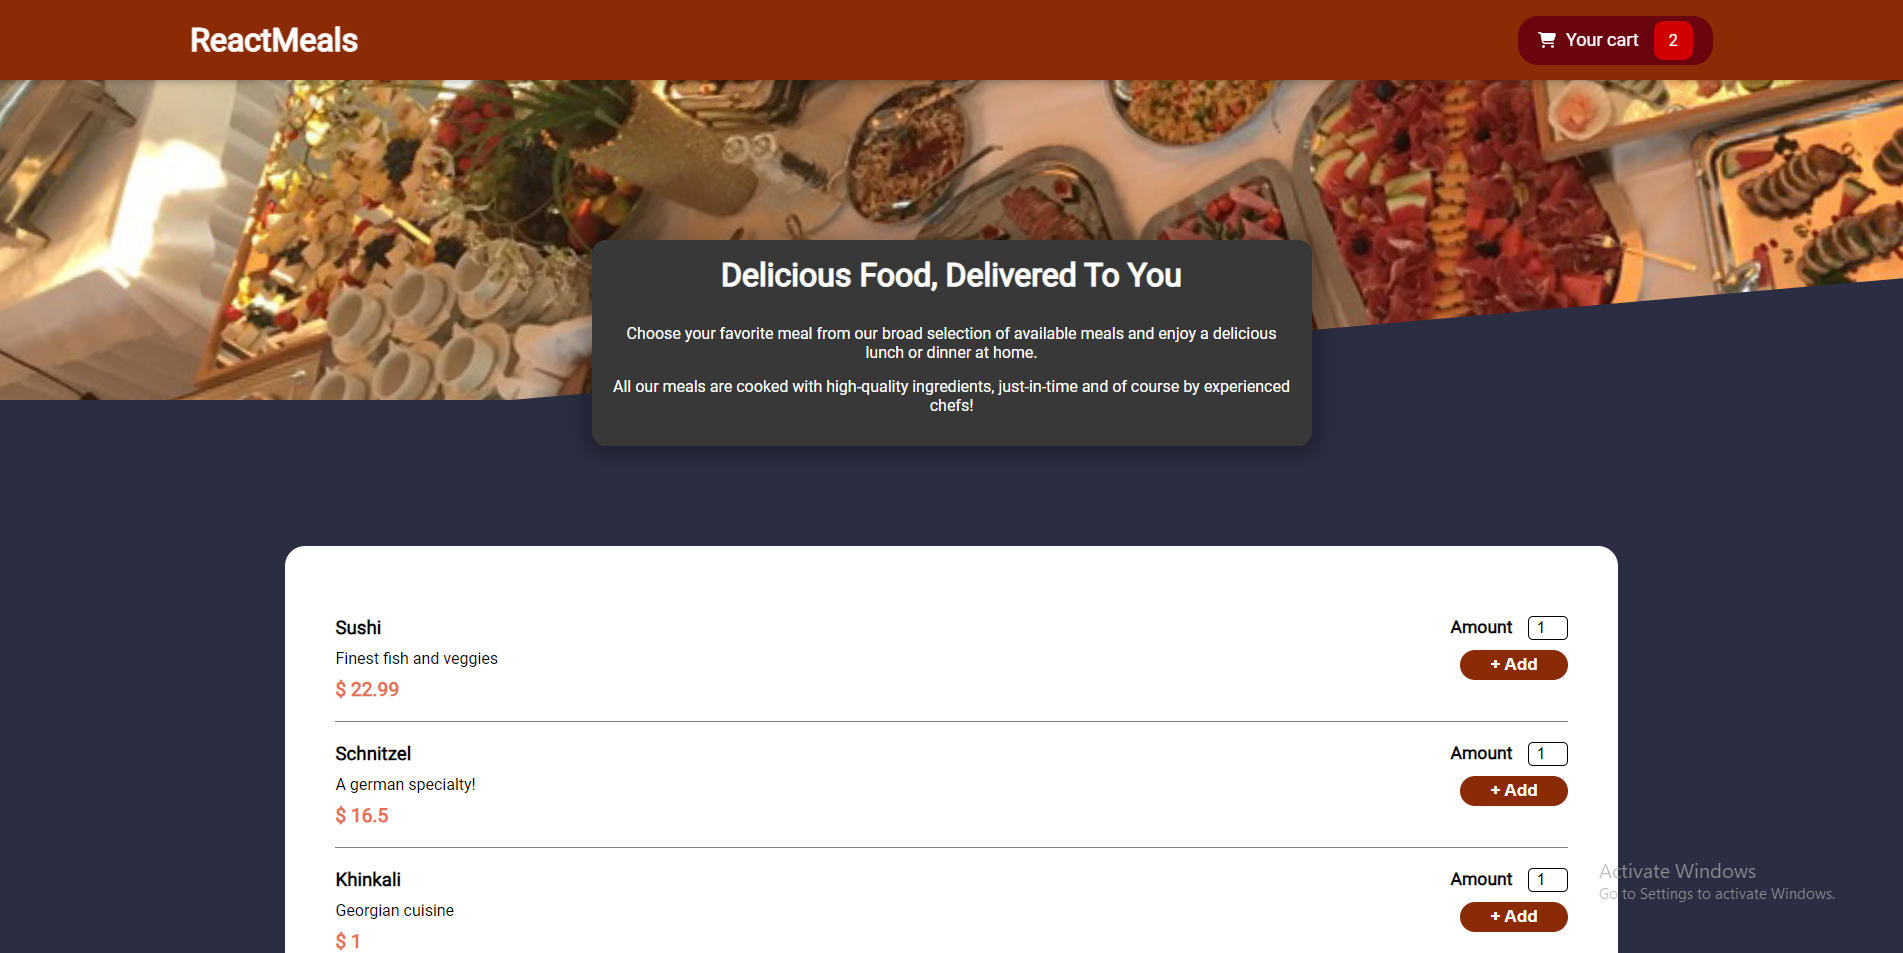 ReactMeals
Your cart 2
Delicious Food, Delivered To You
Choose your favorite meal from our broad selection of available meals and enjoy a delicious
lunch or dinner at home.
All our meals are cooked with high-quality ingredients, just-in-time and of course by experienced
chefs!
Sushi
Finest fish and veggies
$ 22.99
Amount 1
+ Add
Schnitzel
A german specialty!
$ 16.5
Amount 1
+ Add
Khinkali
Georgian cuisine
$ 1
Amount 1
+ Add
Activate Windows
Go to Settings to activate Windows.